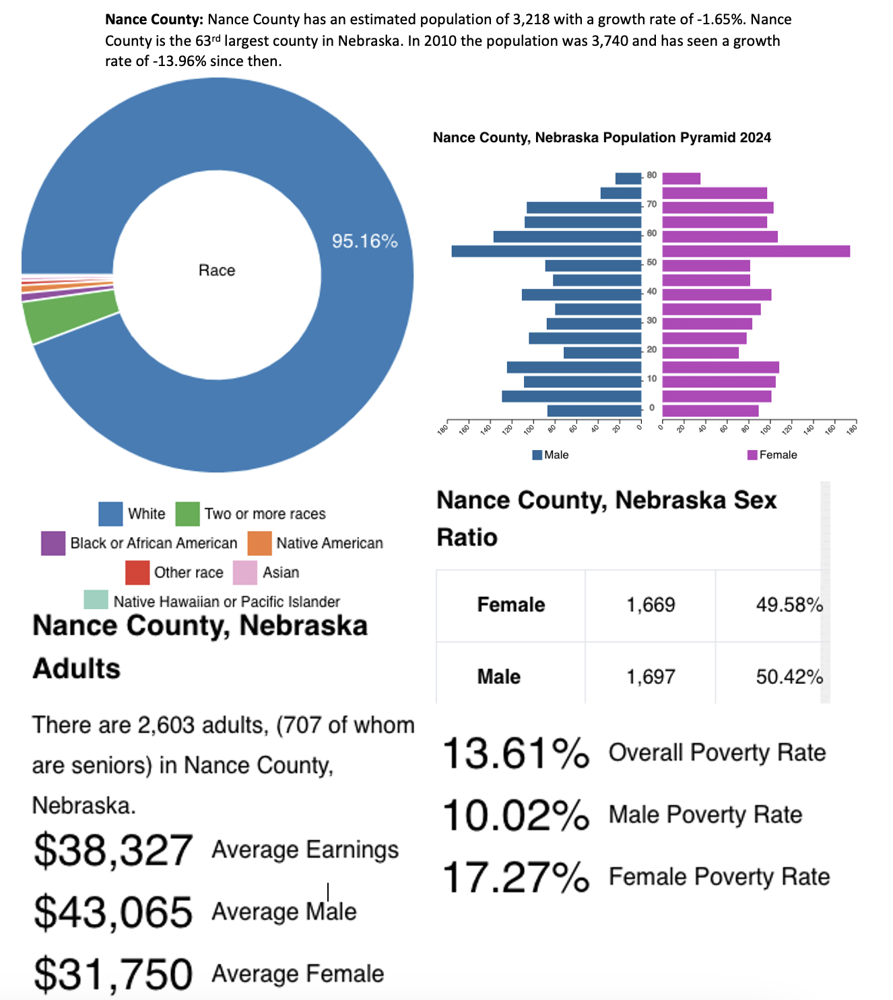 Nance County: Nance County has an estimated population of 3,218 with a growth rate of -1.65%. Nance
County is the 63rd largest county in Nebraska. In 2010 the population was 3,740 and has seen a growth
rate of -13.96% since then.
95.16%
Race
White Two or more races
Black or African American Native American
Other race Asian
Native Hawaiian or Pacific Islander
Nance County, Nebraska Population Pyramid 2024
80
70
60
50
40
30
20
10
0
180 160 140 120 100 80 60 40 20 0 0 20 40 60 80 100 120 140 160 180
Male Female
Nance County, Nebraska Sex
Ratio
Female 1,669 49.58%
Male 1,697 50.42%
Nance County, Nebraska
Adults
There are 2,603 adults, (707 of whom
are seniors) in Nance County,
Nebraska.
$38,327 Average Earnings
$43,065 Average Male
$31,750 Average Female
13.61% Overall Poverty Rate
10.02% Male Poverty Rate
17.27% Female Poverty Rate